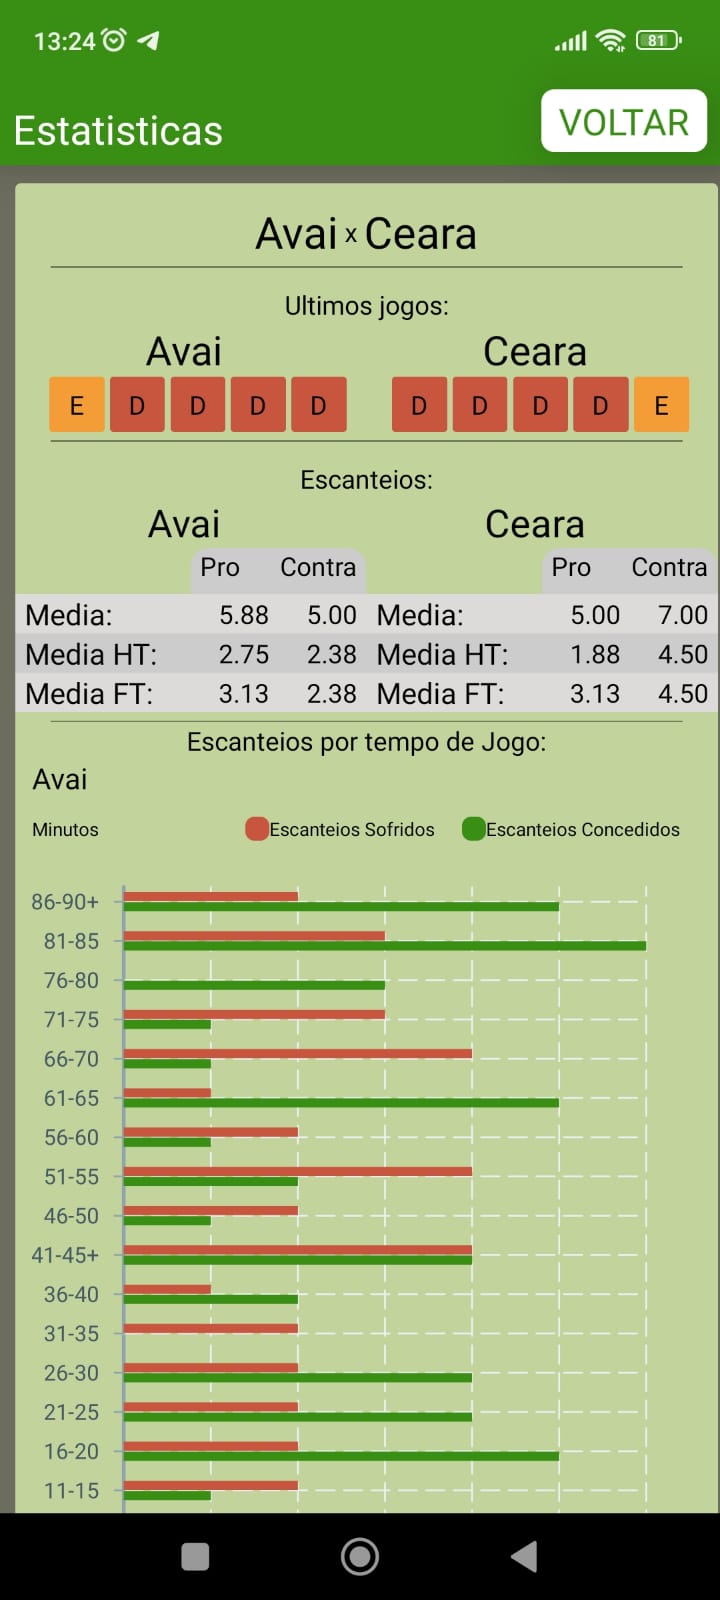 13:24
81
Estatisticas
VOLTAR
Avai x Ceara
Ultimos jogos:
Avai Ceara
E D D D D D D D D E
Escanteios:
Avai Ceara
Pro Contra Pro Contra
Media: 5.88 5.00 Media: 5.00 7.00
Media HT: 2.75 2.38 Media HT: 1.88 4.50
Media FT: 3.13 2.38 Media FT: 3.13 4.50
Escanteios por tempo de Jogo:
Avai
Minutos Escanteios Sofridos Escanteios Concedidos
86-90+
81-85
76-80
71-75
66-70
61-65
56-60
51-55
46-50
41-45+
36-40
31-35
26-30
21-25
16-20
11-15